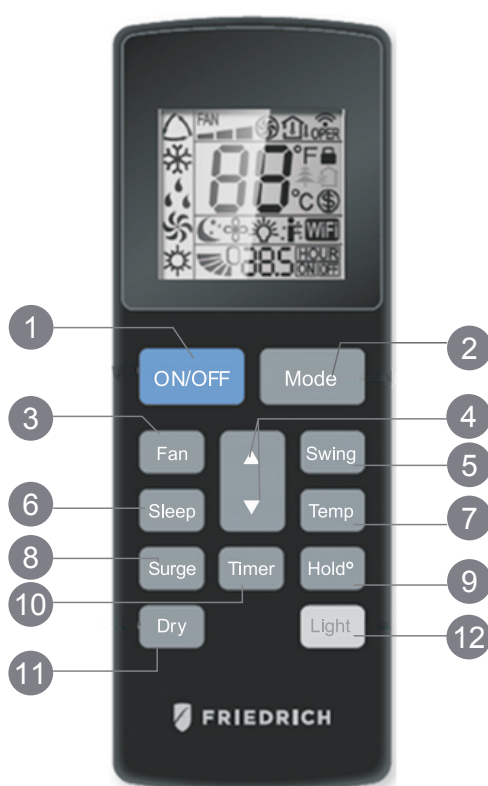 FAN
OPER
88 °F
°C $
WiFi
038.5 HOUR
ON OFF
1
2
ON/OFF Mode
3
4
Fan Swing
5
6
Sleep Temp
7
8
Surge Timer Hold°
9
10
Dry Light
11
12
FRIEDRICH